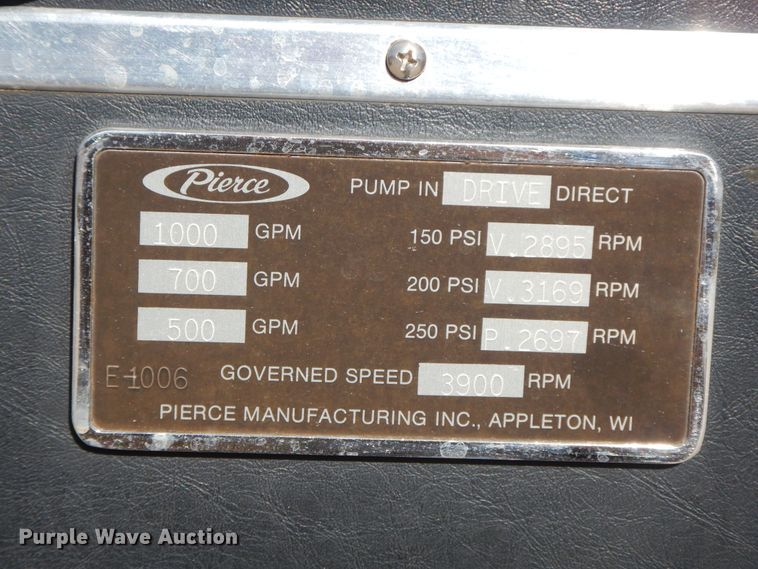 Pierce PUMP IN DRIVE DIRECT
1000 GPM 150 PSI V.2895 RPM
700 GPM 200 PSI V.3169 RPM
500 GPM 250 PSI P.2697 RPM
E-1006 GOVERNED SPEED 3900 RPM
PIERCE MANUFACTURING INC., APPLETON, WI
Purple Wave Auction